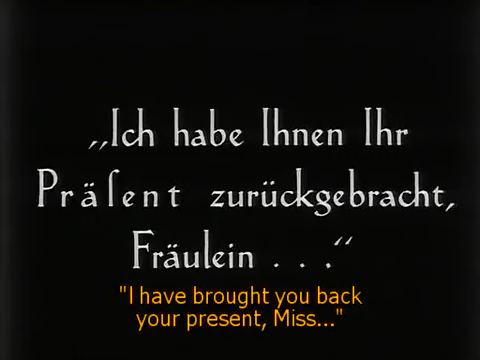 „Ich habe Ihnen Ihr
Präſent zurückgebracht,
Fräulein . . .“
"I have brought you back
your present, Miss..."